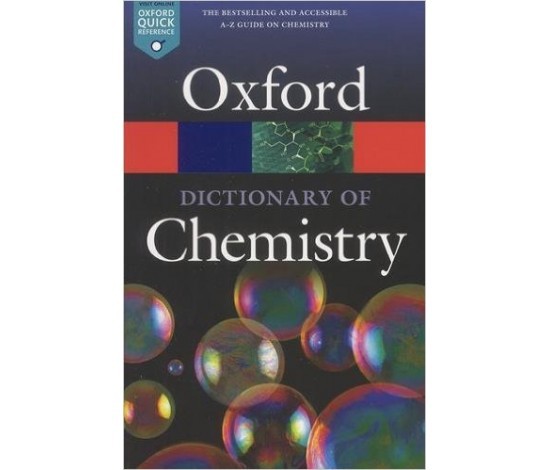 VISIT ONLINE
OXFORD
QUICK
REFERENCE
THE BESTSELLING AND ACCESSIBLE
A-Z GUIDE ON CHEMISTRY
Oxford
DICTIONARY OF
Chemistry